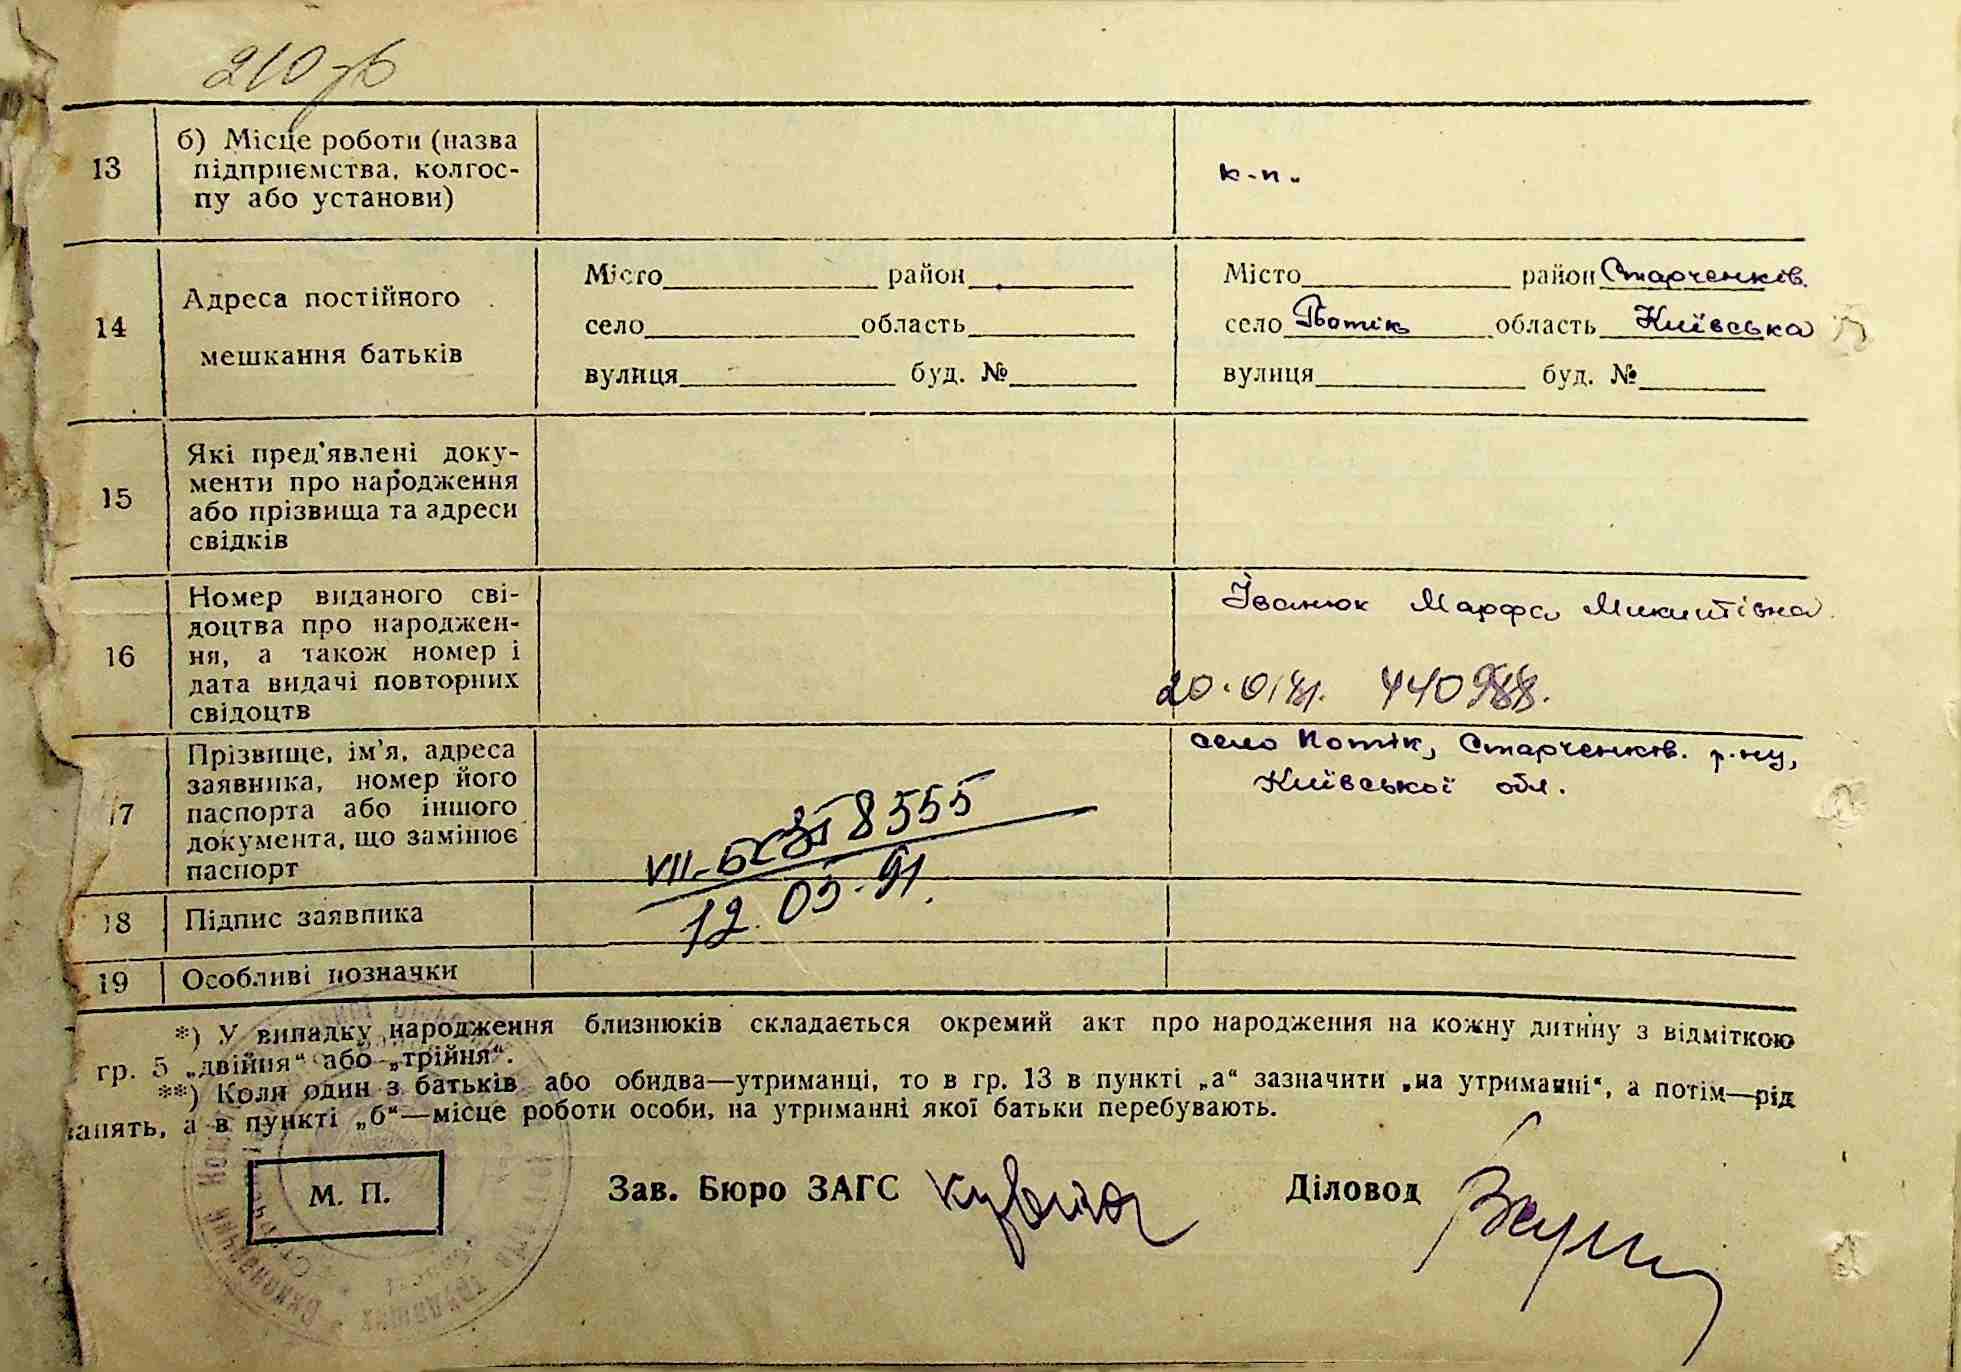 210 зб
13
б) Місце роботи (назва
підприємства, колгос-
пу або установи)
к-п.
14
Адреса постійного
мешкання батьків
Місто район
село область
вулиця буд. №
Місто район Старченків.
село Потік область Київська
вулиця буд. №
15
Які пред'явлені доку-
менти про народження
або прізвища та адреси
свідків
16
Номер виданого сві-
доцтва про народжен-
ня, а також номер і
дата видачі повторних
свідоцтв
Іванюк Марфа Микитівна
440988.
17
Прізвище, ім'я, адреса
заявника, номер його
паспорта або іншого
документа, що замінює
паспорт
село Потік, Старченків. р-ну,
Київської обл.
VII-БК 8555
12.05.91.
18
Підпис заявника
19
Особливі позначки
*) У випадку народження близнюків складається окремий акт про народження на кожну дитину з відміткою
гр. 5 „двійня“ або „трійня“.
**) Коли один з батьків або обидва—утриманці, то в гр. 13 в пункті „а“ зазначити „на утриманні“, а потім—рід
занять, а в пункті „б“—місце роботи особи, на утриманні якої батьки перебувають.
М. П.
Зав. Бюро ЗАГС
Діловод